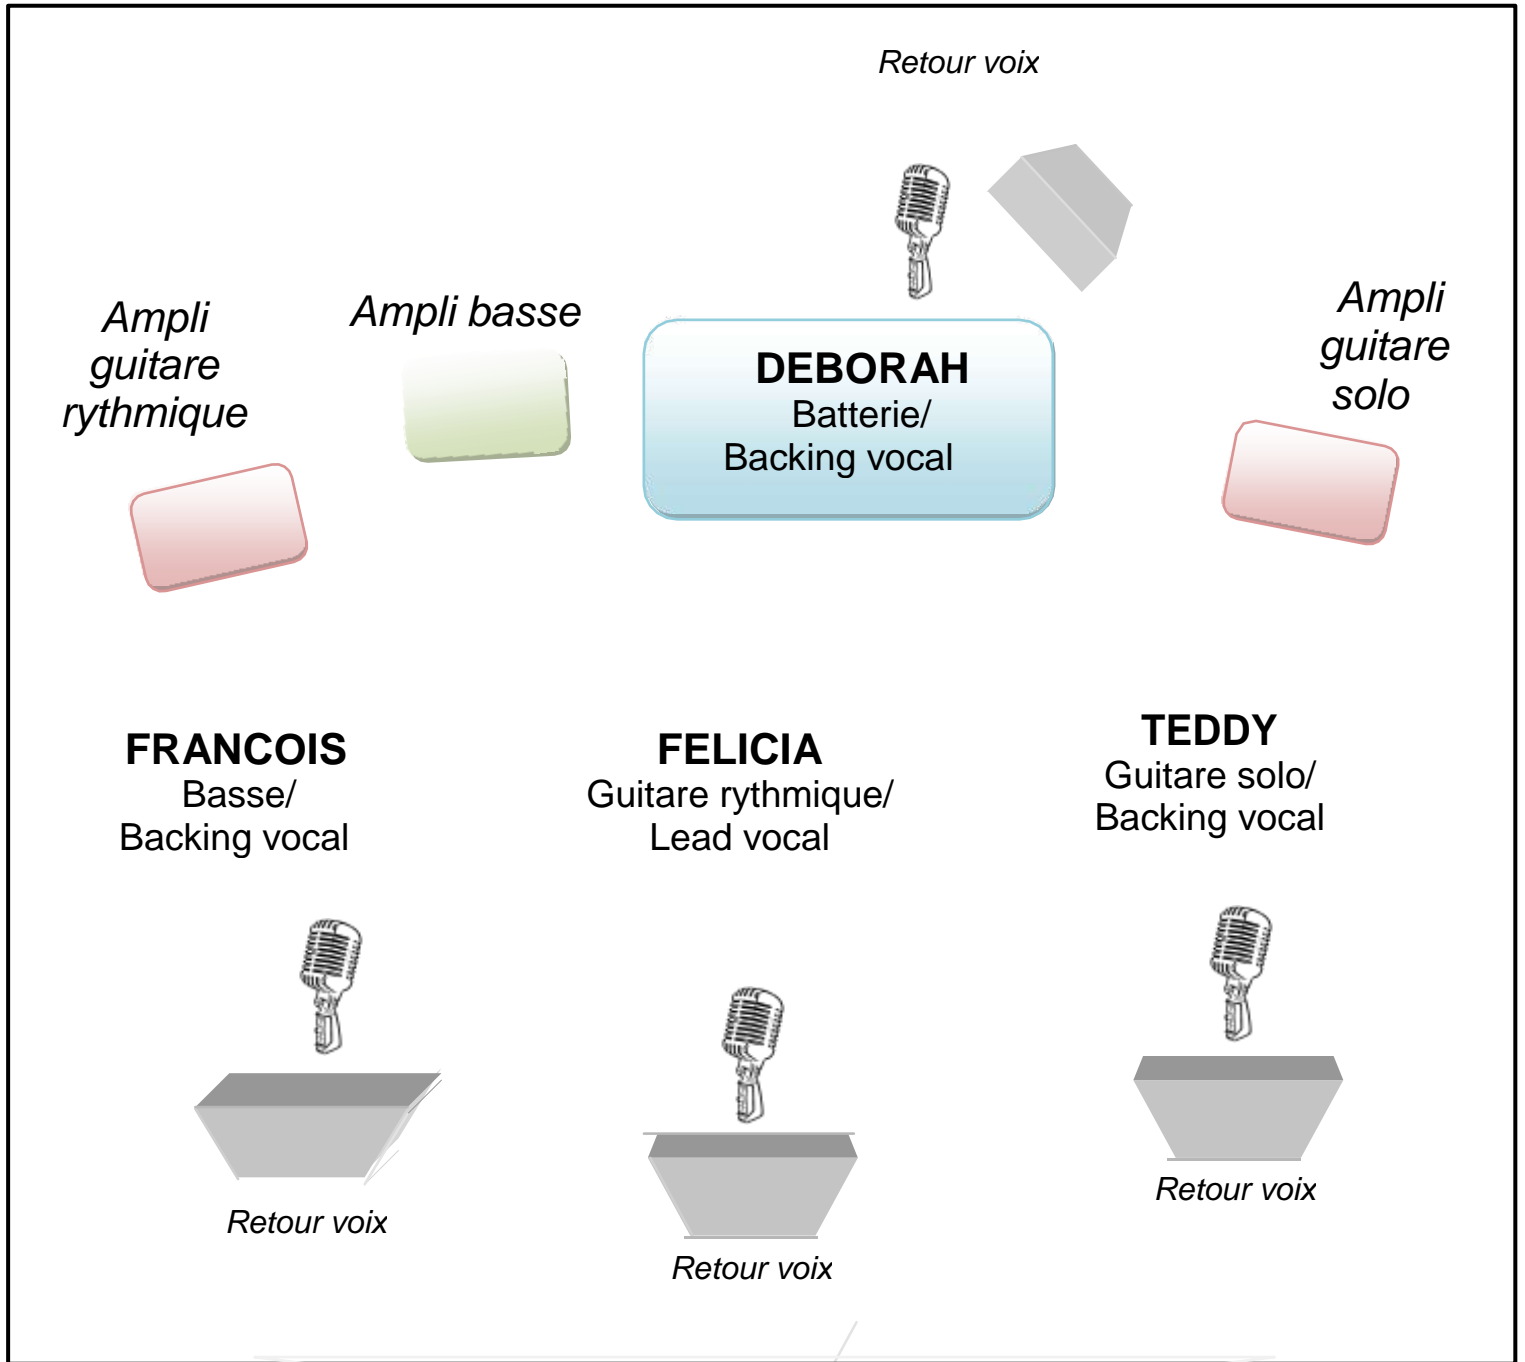 Retour voix
Ampli
guitare
rythmique
Ampli basse
DEBORAH
Batterie/
Backing vocal
Ampli
guitare
solo
FRANCOIS
Basse/
Backing vocal
FELICIA
Guitare rythmique/
Lead vocal
TEDDY
Guitare solo/
Backing vocal
Retour voix
Retour voix
Retour voix